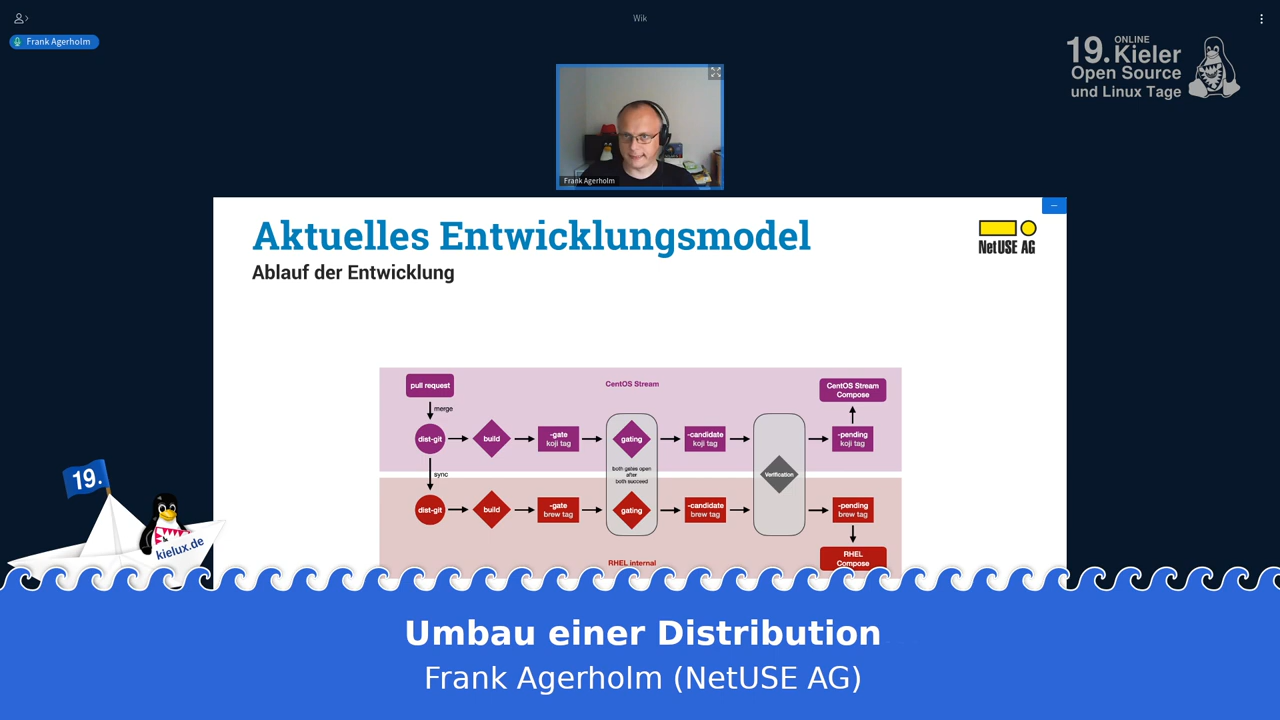 Wik
Frank Agerholm
ONLINE
19. Kieler
Open Source
und Linux Tage
Frank Agerholm
Aktuelles Entwicklungsmodel
Ablauf der Entwicklung
NetUSE AG
pull request
CentOS Stream
CentOS Stream
Compose
merge
dist-git
build
-gate
koji tag
gating
-candidate
koji tag
-pending
koji tag
both gates open
after
both succeed
Verification
sync
dist-git
build
-gate
brew tag
gating
-candidate
brew tag
-pending
brew tag
RHEL internal
RHEL
Compose
19.
kielux.de
Umbau einer Distribution
Frank Agerholm (NetUSE AG)